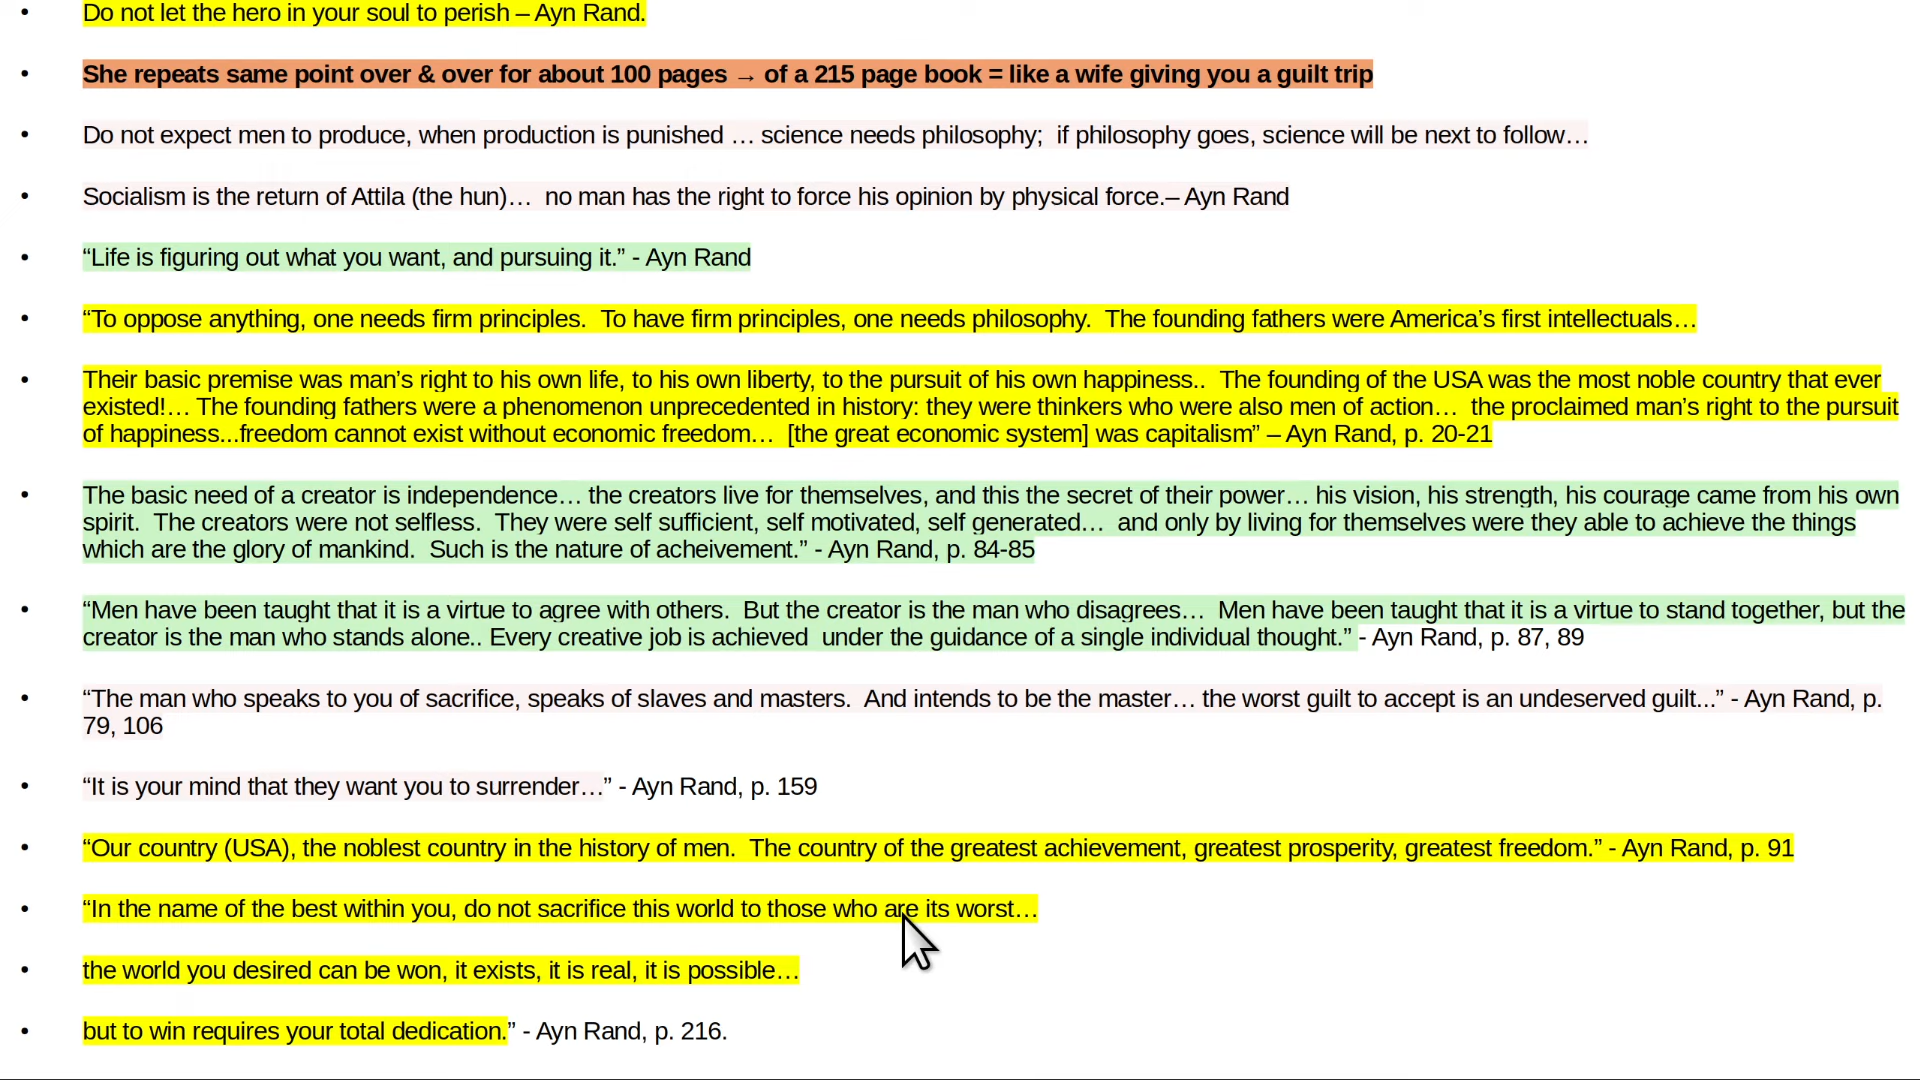 • Do not let the hero in your soul to perish – Ayn Rand.
• She repeats same point over & over for about 100 pages → of a 215 page book = like a wife giving you a guilt trip
• Do not expect men to produce, when production is punished … science needs philosophy;  if philosophy goes, science will be next to follow…
• Socialism is the return of Attila (the hun)…  no man has the right to force his opinion by physical force.– Ayn Rand
• “Life is figuring out what you want, and pursuing it.” - Ayn Rand
• “To oppose anything, one needs firm principles.  To have firm principles, one needs philosophy.  The founding fathers were America’s first intellectuals…
• Their basic premise was man’s right to his own life, to his own liberty, to the pursuit of his own happiness..  The founding of the USA was the most noble country that ever
existed!… The founding fathers were a phenomenon unprecedented in history: they were thinkers who were also men of action…  the proclaimed man’s right to the pursuit
of happiness...freedom cannot exist without economic freedom…  [the great economic system] was capitalism” – Ayn Rand, p. 20-21
• The basic need of a creator is independence… the creators live for themselves, and this the secret of their power… his vision, his strength, his courage came from his own
spirit.  The creators were not selfless.  They were self sufficient, self motivated, self generated…  and only by living for themselves were they able to achieve the things
which are the glory of mankind.  Such is the nature of acheivement.” - Ayn Rand, p. 84-85
• “Men have been taught that it is a virtue to agree with others.  But the creator is the man who disagrees…  Men have been taught that it is a virtue to stand together, but the
creator is the man who stands alone.. Every creative job is achieved  under the guidance of a single individual thought.” - Ayn Rand, p. 87, 89
• “The man who speaks to you of sacrifice, speaks of slaves and masters.  And intends to be the master… the worst guilt to accept is an undeserved guilt...” - Ayn Rand, p.
79, 106
• “It is your mind that they want you to surrender…” - Ayn Rand, p. 159
• “Our country (USA), the noblest country in the history of men.  The country of the greatest achievement, greatest prosperity, greatest freedom.” - Ayn Rand, p. 91
• “In the name of the best within you, do not sacrifice this world to those who are its worst…
• the world you desired can be won, it exists, it is real, it is possible…
• but to win requires your total dedication.” - Ayn Rand, p. 216.